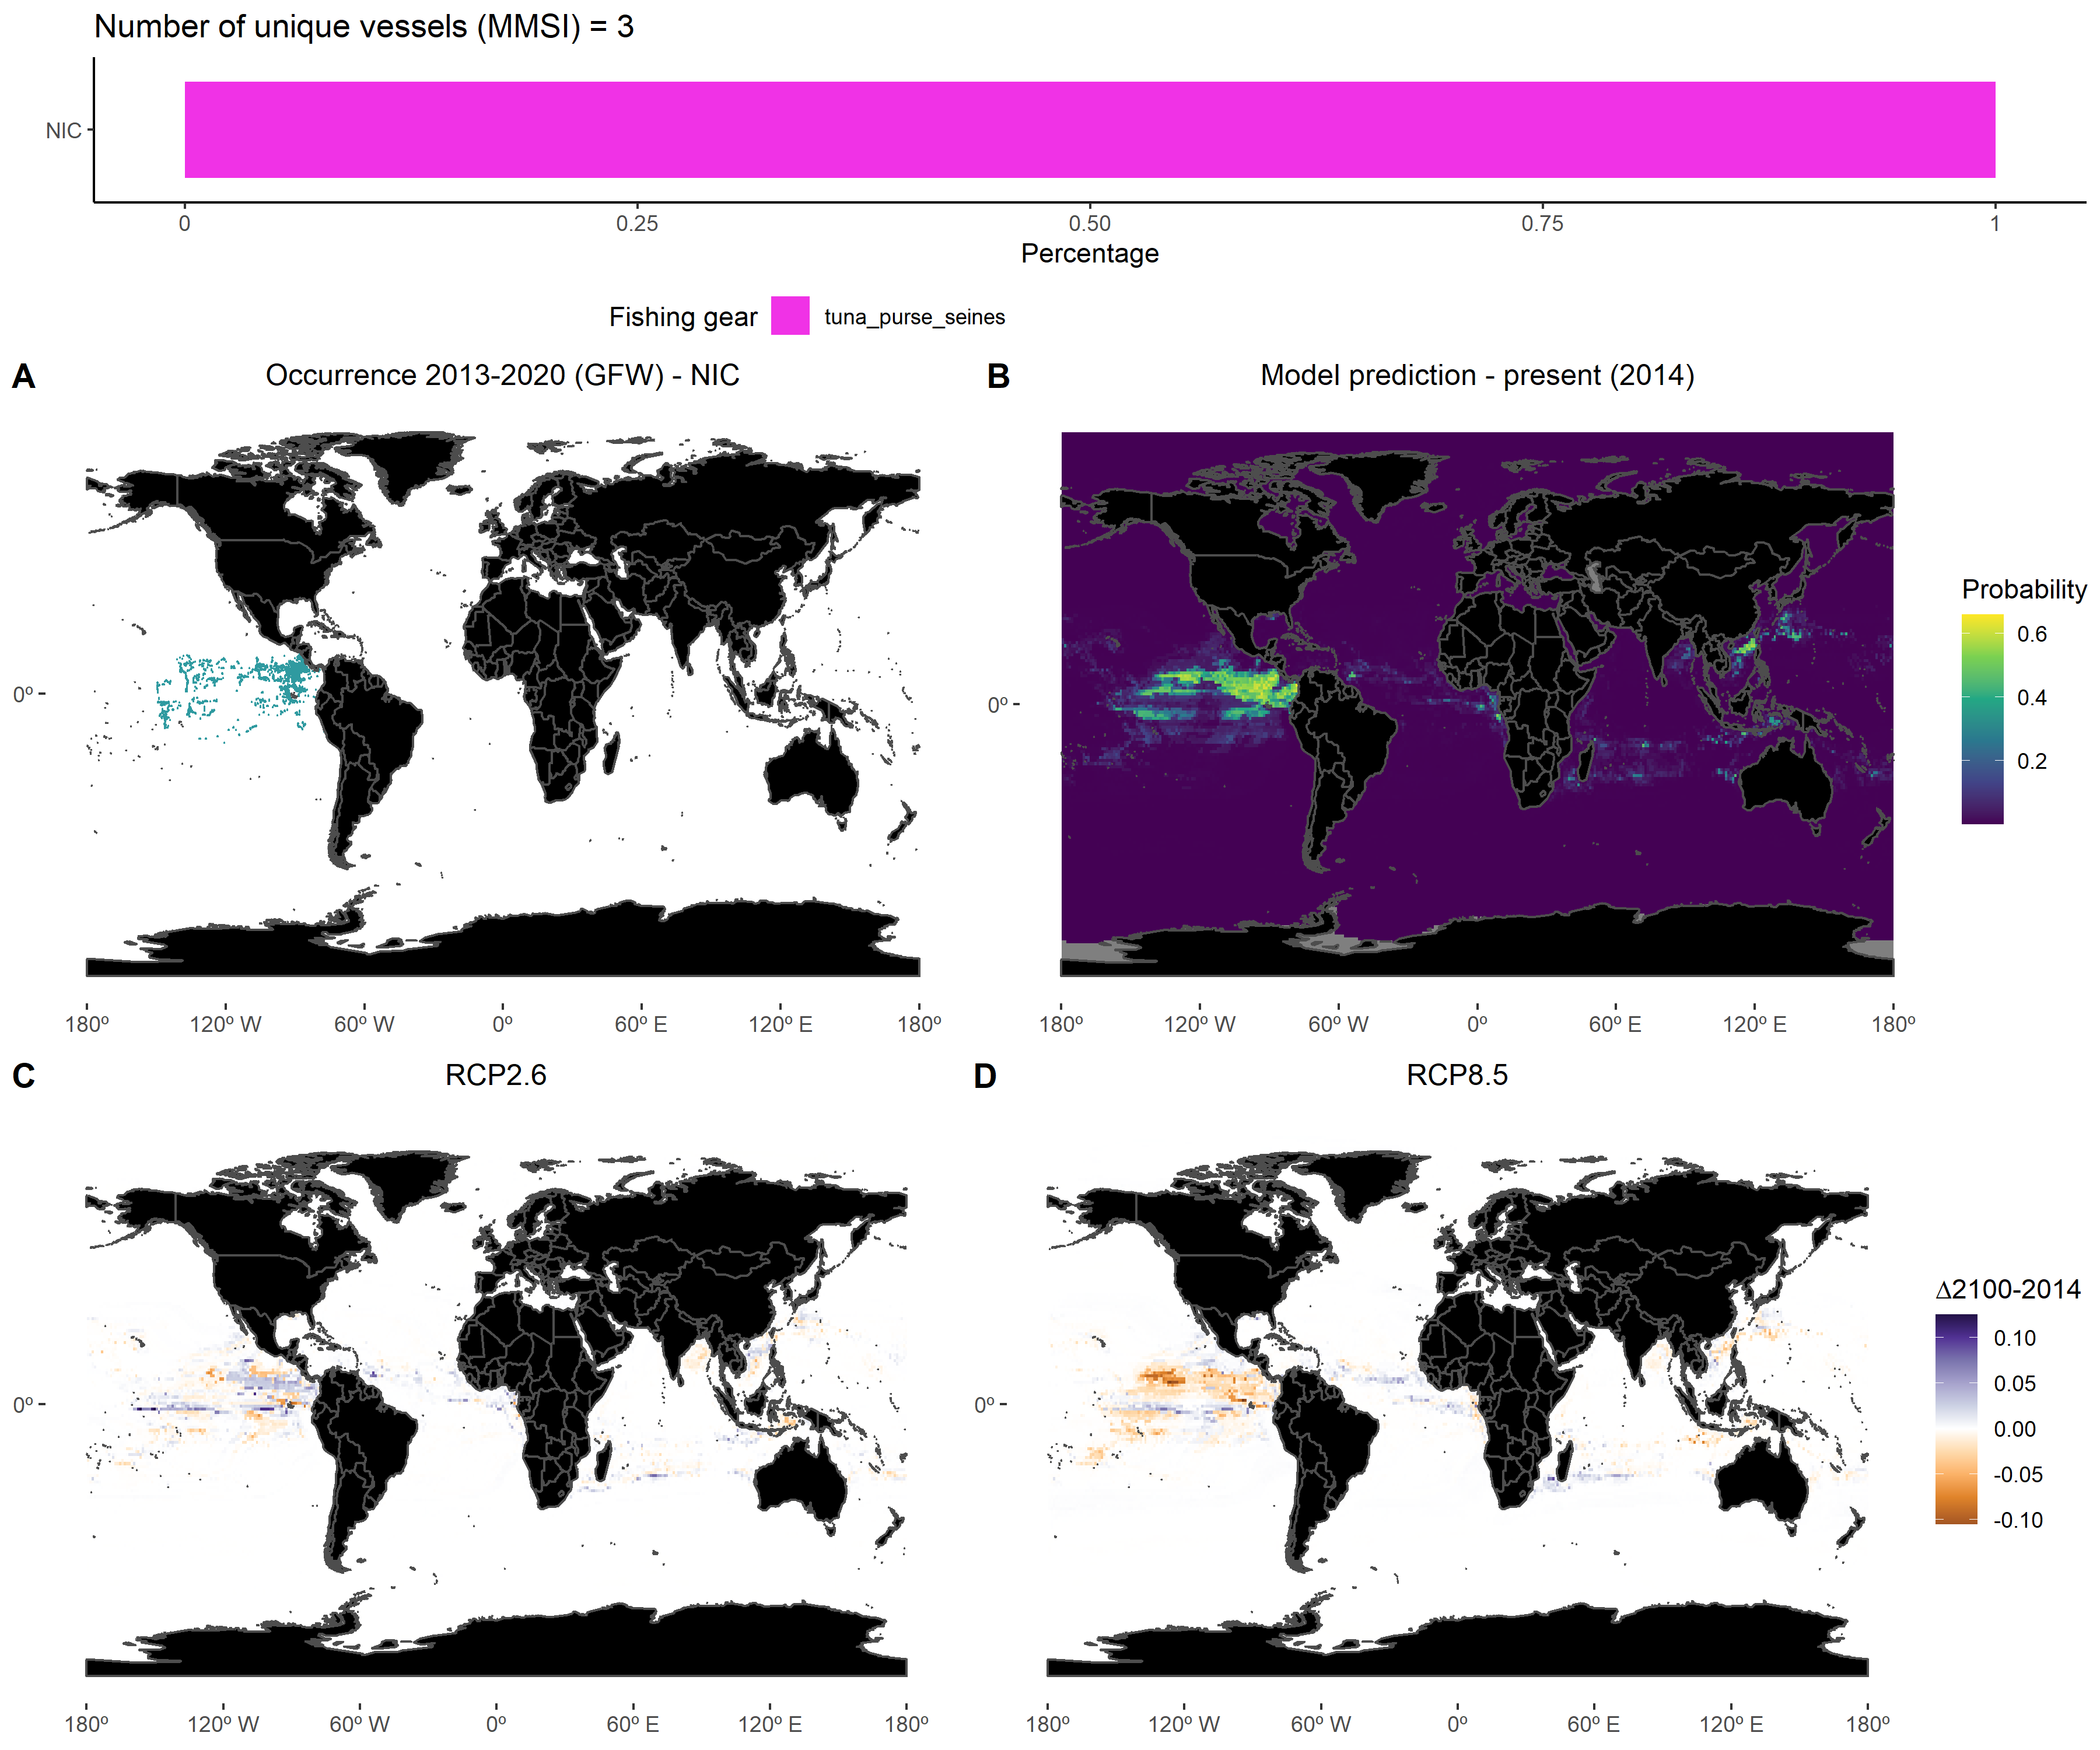 Number of unique vessels (MMSI) = 3
NIC
0 0.25 0.50 0.75 1
Percentage
Fishing gear tuna_purse_seines
A Occurrence 2013-2020 (GFW) - NIC
0º
180º 120º W 60º W 0º 60º E 120º E 180º
B Model prediction - present (2014)
0º
180º 120º W 60º W 0º 60º E 120º E 180º
Probability
0.6
0.4
0.2
C RCP2.6
0º
180º 120º W 60º W 0º 60º E 120º E 180º
D RCP8.5
0º
180º 120º W 60º W 0º 60º E 120º E 180º
Δ2100-2014
0.10
0.05
0.00
-0.05
-0.10